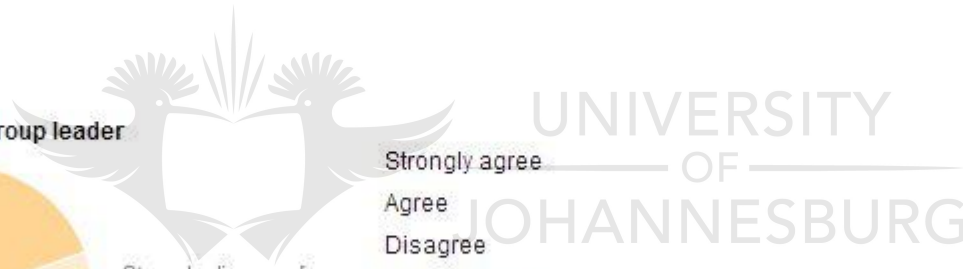 roup leader
UNIVERSITY
OF
JOHANNESBURG
Strongly agree
Agree
Disagree